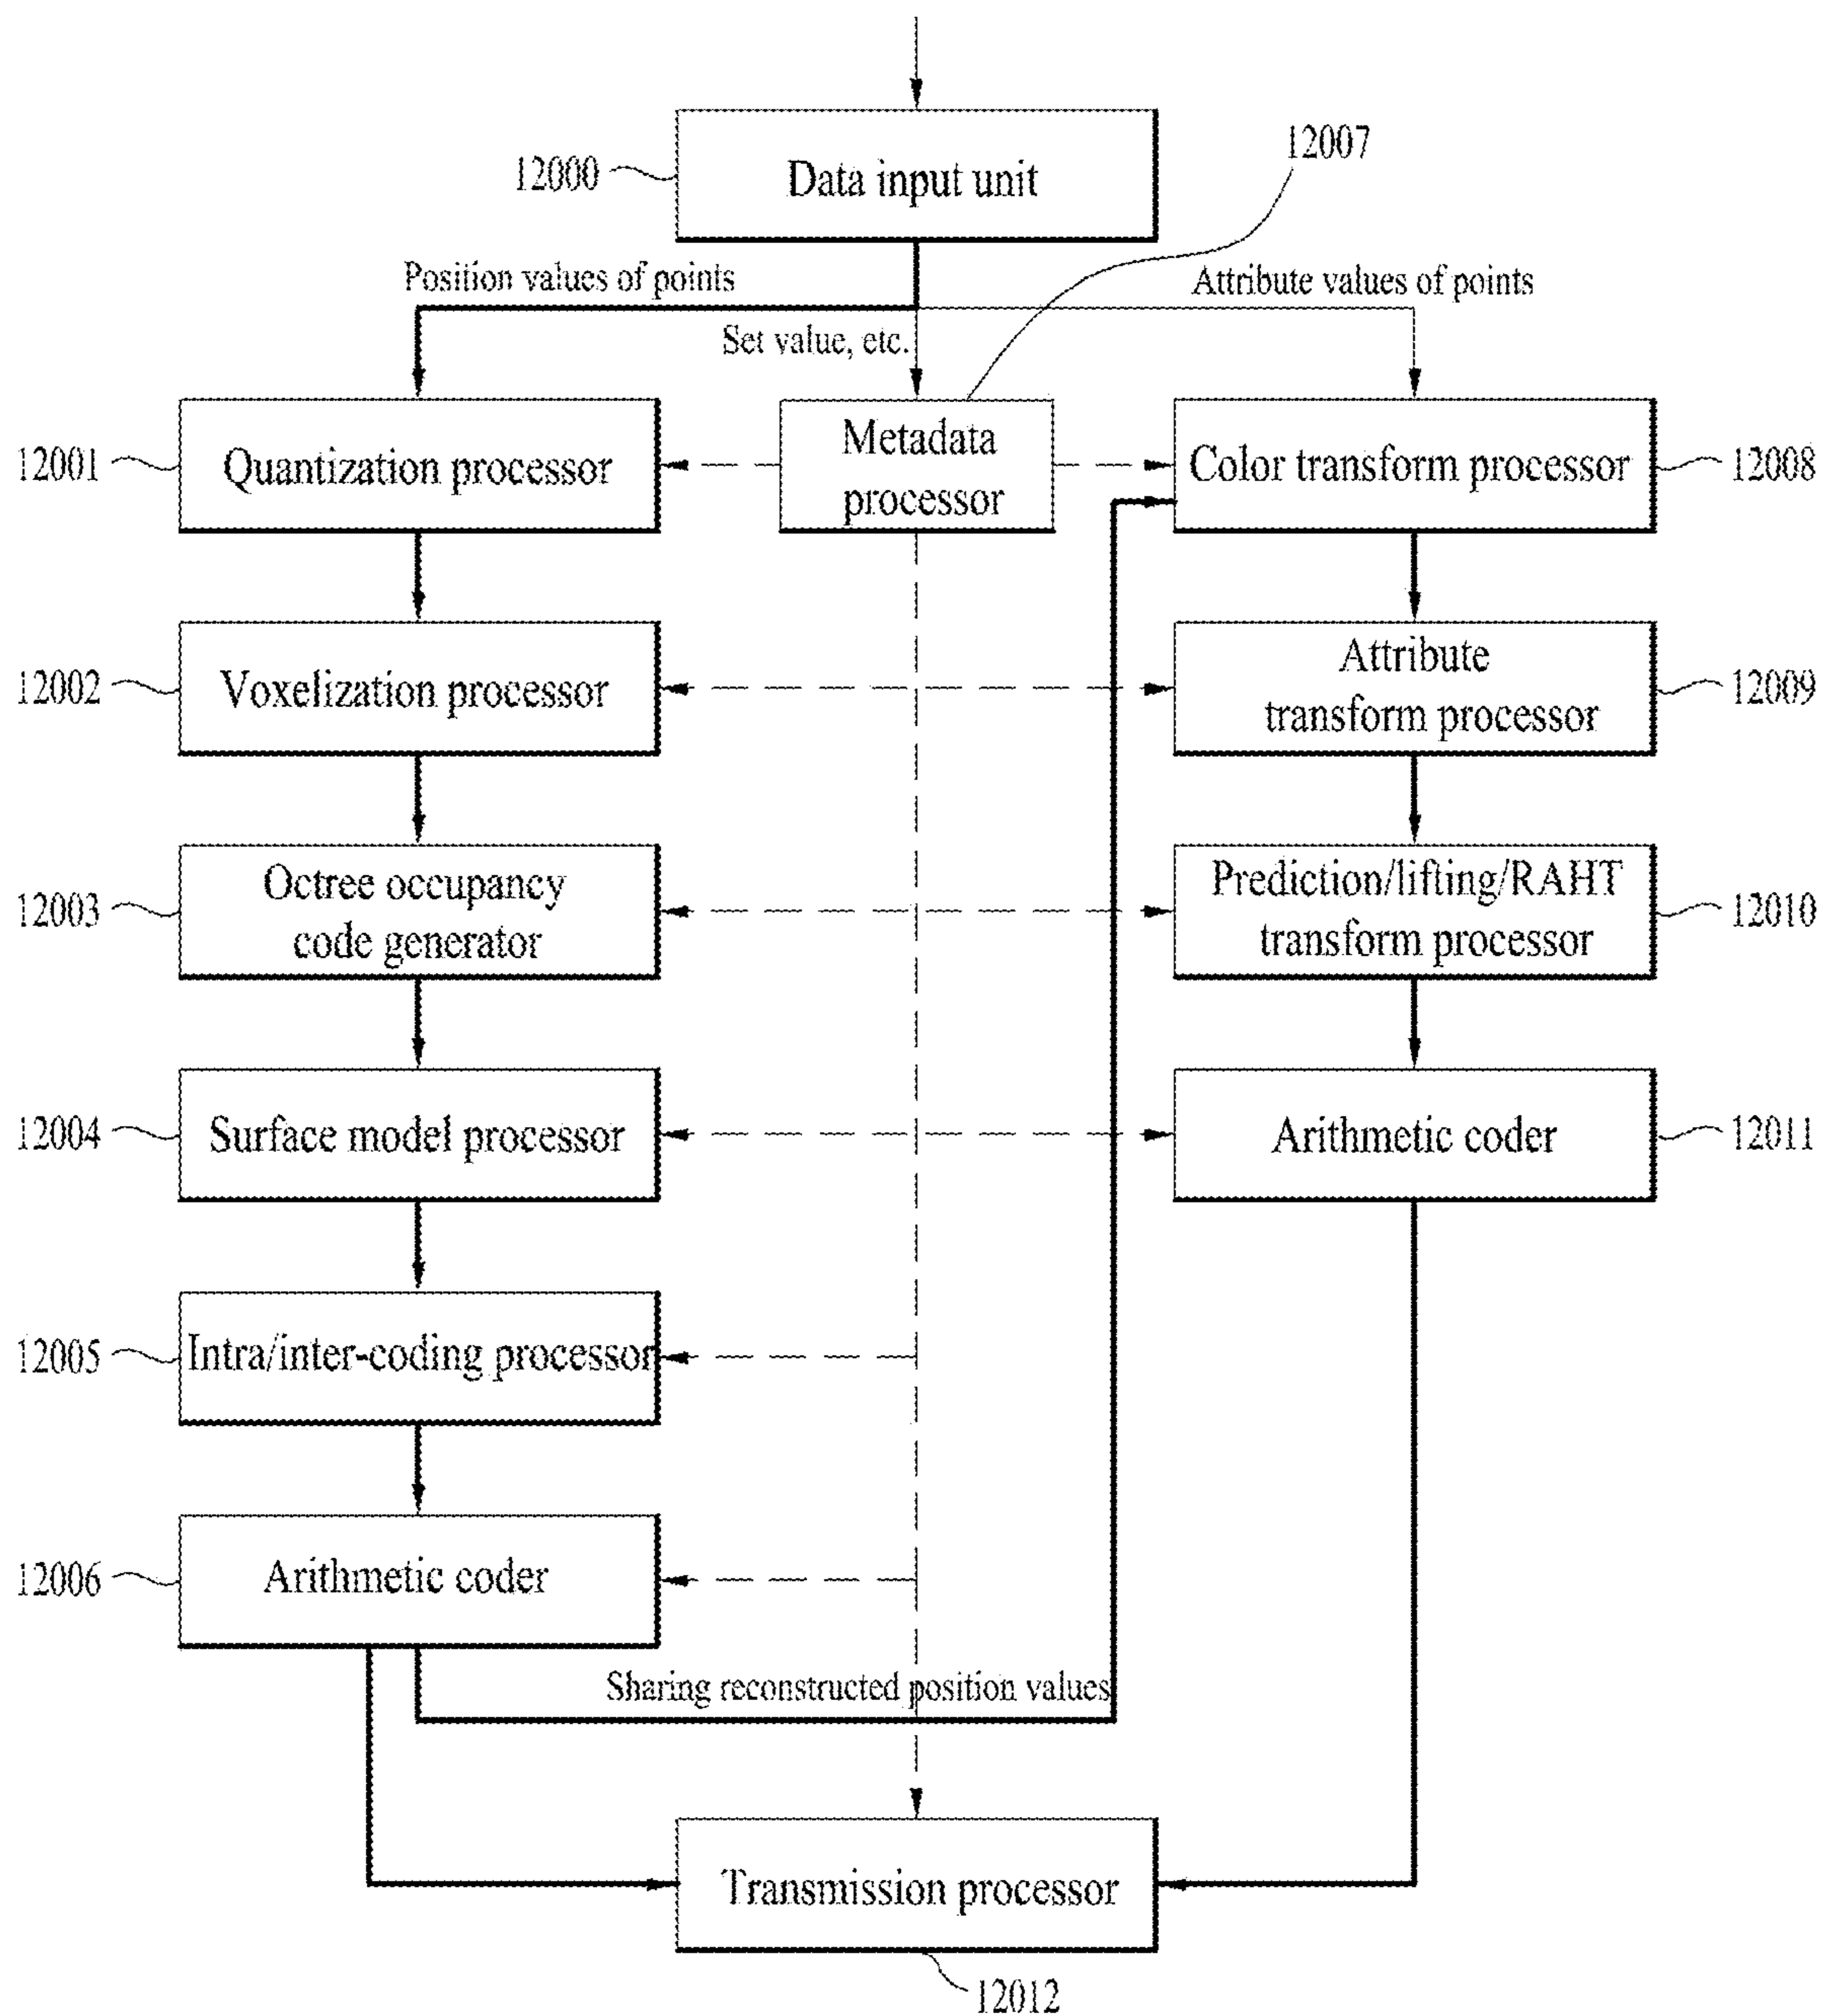 12007
12000
Data input unit
Position values of points
Attribute values of points
Set value, etc.
12001
Quantization processor
Metadata
processor
Color transform processor
12008
12002
Voxelization processor
Attribute
transform processor
12009
12003
Octree occupancy
code generator
Prediction/lifting/RAHT
transform processor
12010
12004
Surface model processor
Arithmetic coder
12011
12005
Intra/inter-coding processor
12006
Arithmetic coder
Sharing reconstructed position values
Transmission processor
12012